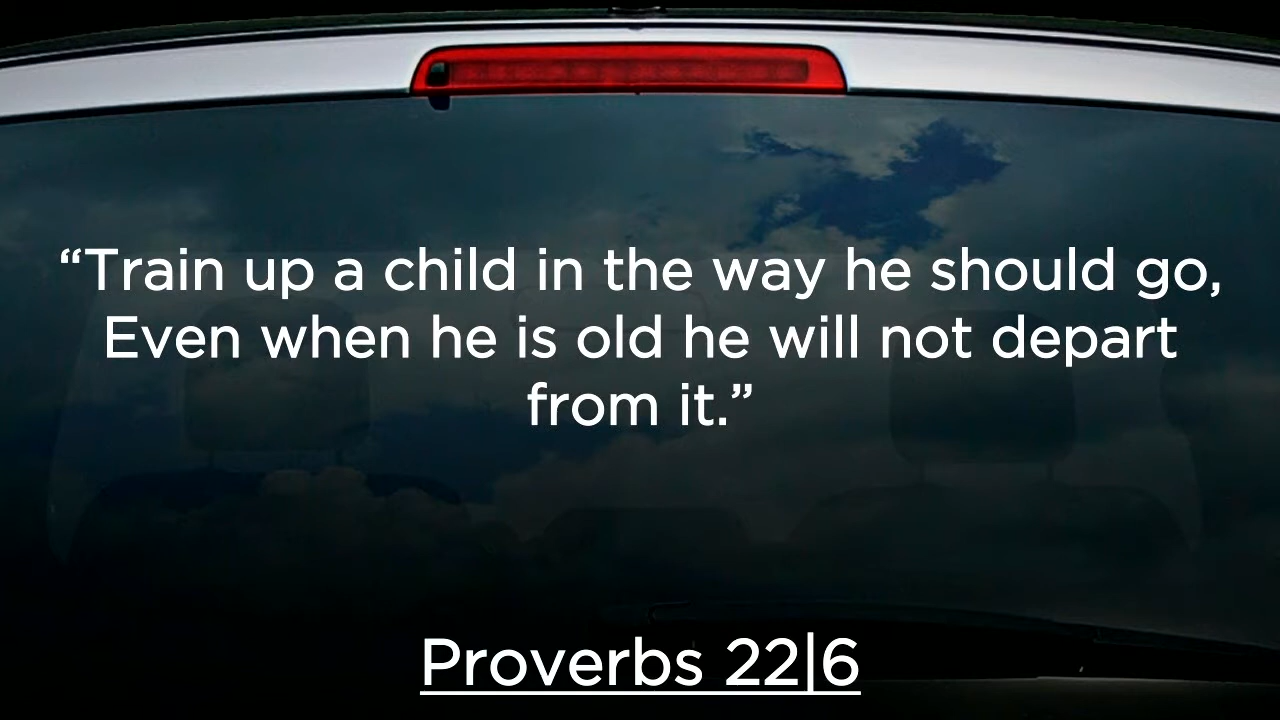 “Train up a child in the way he should go,
Even when he is old he will not depart
from it.”
Proverbs 22|6